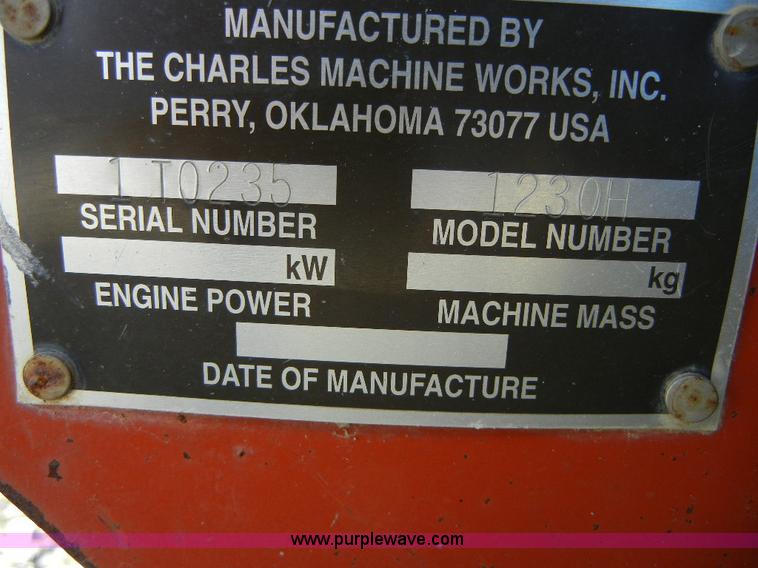 MANUFACTURED BY
THE CHARLES MACHINE WORKS, INC.
PERRY, OKLAHOMA 73077 USA
1T0235 1230H
SERIAL NUMBER MODEL NUMBER
kW kg
ENGINE POWER MACHINE MASS
DATE OF MANUFACTURE
www.purplewave.com